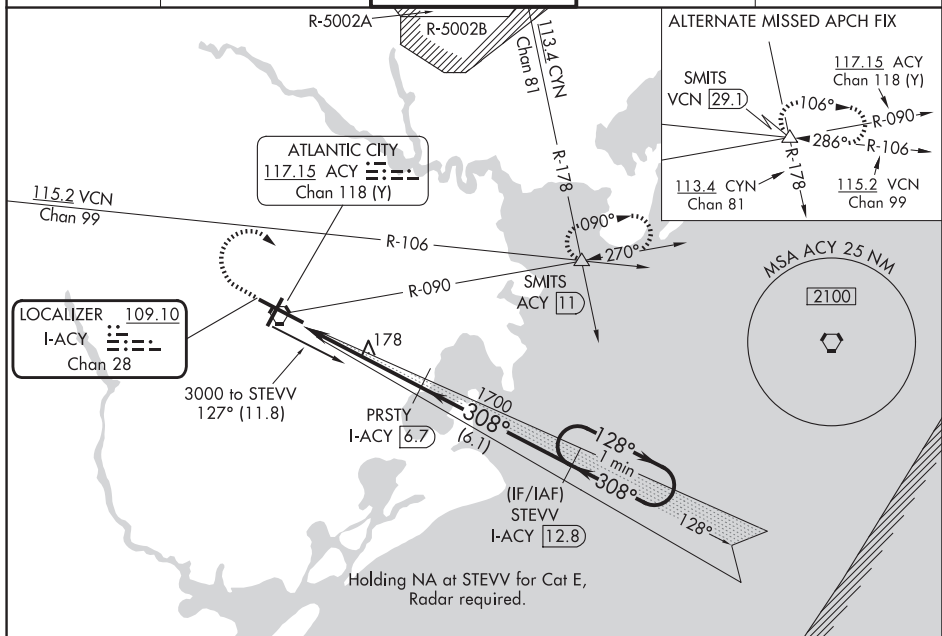 R-5002A
R-5002B
113.4 CYN
Chan 81
R-178
ALTERNATE MISSED APCH FIX
SMITS
VCN 29.1
117.15 ACY
Chan 118 (Y)
106°
R-090
286°
R-106
R-178
113.4 CYN
Chan 81
115.2 VCN
Chan 99
ATLANTIC CITY
117.15 ACY
Chan 118 (Y)
115.2 VCN
Chan 99
R-106
090°
270°
R-090
SMITS
ACY 11
MSA ACY 25 NM
2100
LOCALIZER 109.10
I-ACY
Chan 28
178
3000 to STEVV
127° (11.8)
PRSTY
I-ACY 6.7
1700
308°
(6.1)
128°
1 min
308°
(IF/IAF)
STEVV
I-ACY 12.8
128°
Holding NA at STEVV for Cat E,
Radar required.